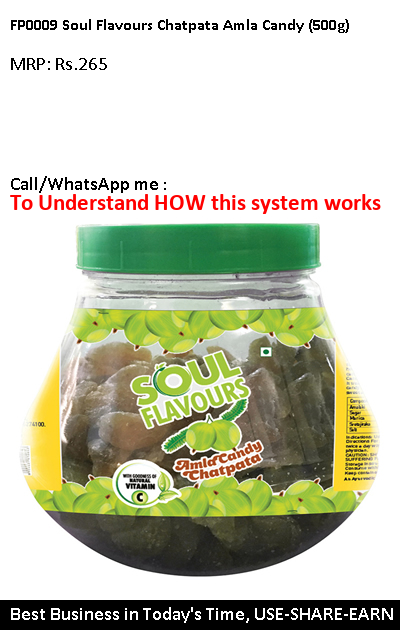 FP0009 Soul Flavours Chatpata Amla Candy (500g)
MRP: Rs.265
Call/WhatsApp me :
To Understand HOW this system works
SOUL
FLAVOURS
Amla Candy
Chatpata
WITH GOODNESS OF
NATURAL
VITAMIN
C
Best Business in Today's Time, USE-SHARE-EARN